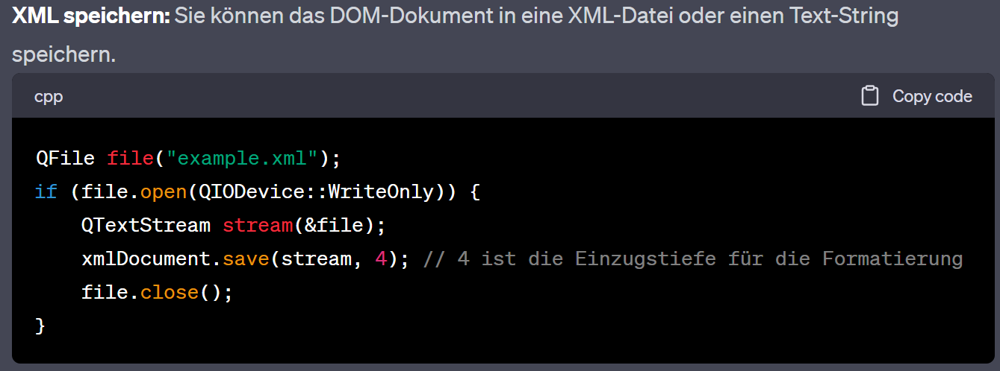 XML speichern: Sie können das DOM-Dokument in eine XML-Datei oder einen Text-String
speichern.
cpp Copy code
QFile file("example.xml");
if (file.open(QIODevice::WriteOnly)) {
    QTextStream stream(&file);
    xmlDocument.save(stream, 4); // 4 ist die Einzugstiefe für die Formatierung
    file.close();
}